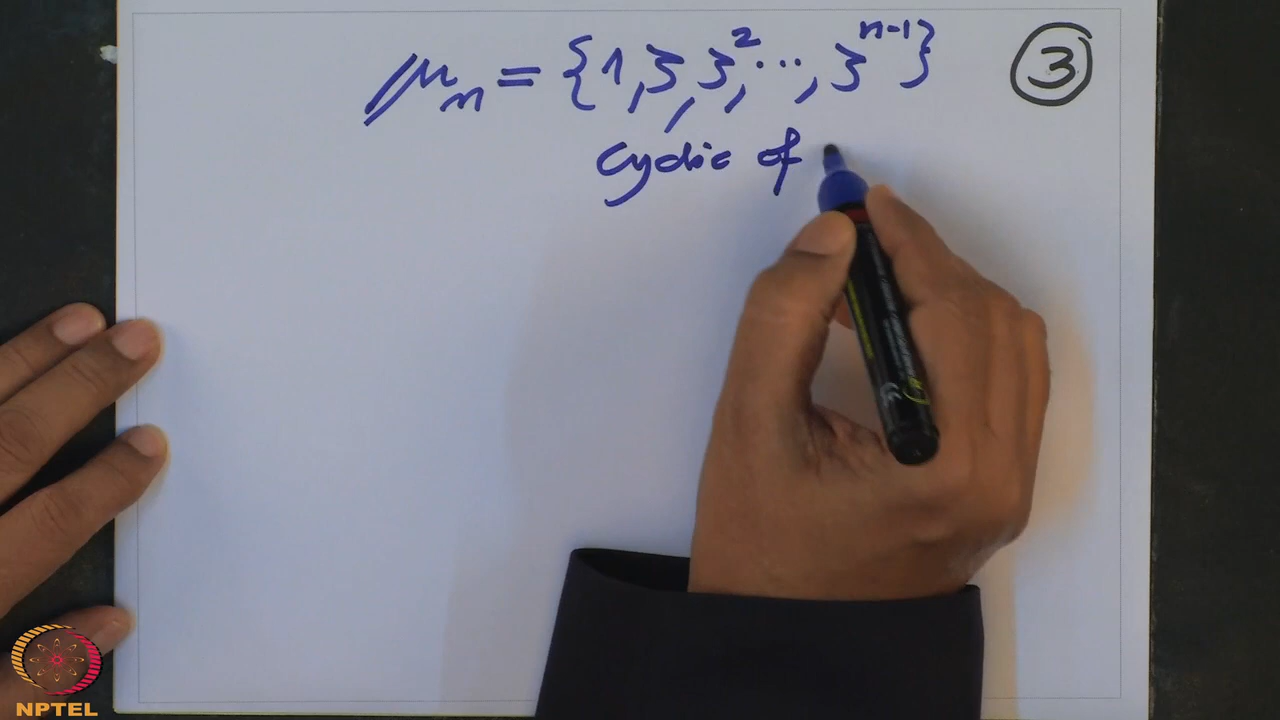 μₙ = {1, ζ, ζ², ..., ζⁿ⁻¹}
③
cyclic of
NPTEL